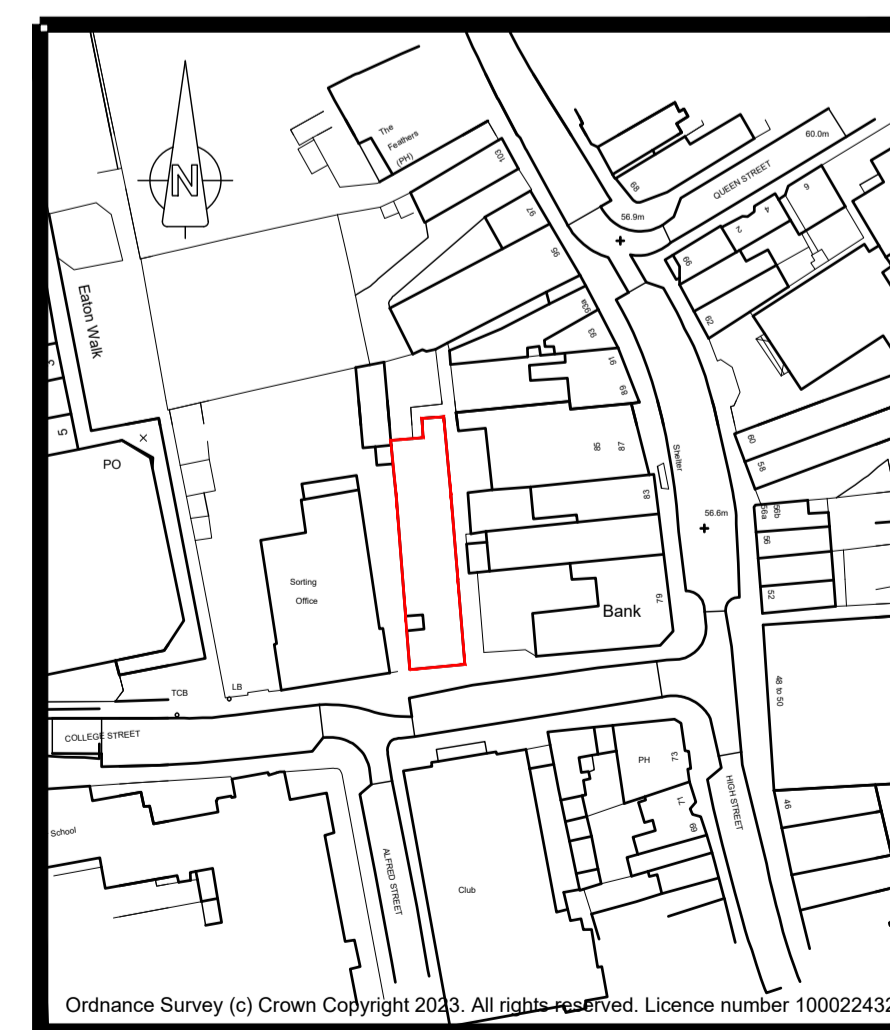 N
The
Feathers
(PH)
103
97
95
93a
93
91
89
87
85
83
79
89
QUEEN STREET
60.0m
56.9m
2
4
6
66
62
60
58
56a
56b
56
52
48 to 50
46
Shelter
56.6m
Eaton Walk
3
5
PO
Sorting
Office
Bank
TCB
LB
COLLEGE STREET
School
ALFRED STREET
Club
PH
73
71
69
HIGH STREET
Ordnance Survey (c) Crown Copyright 2023. All rights reserved. Licence number 100022432